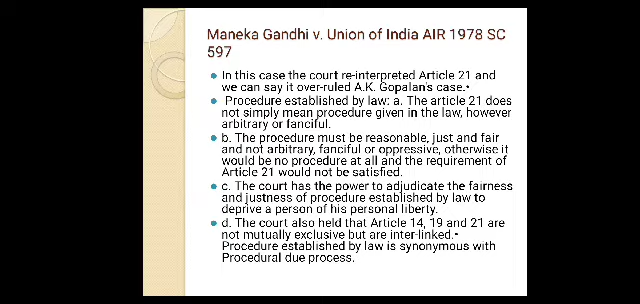 Maneka Gandhi v. Union of India AIR 1978 SC
597
In this case the court re-interpreted Article 21 and
we can say it over-ruled A.K. Gopalan's case.•
Procedure established by law: a. The article 21 does
not simply mean procedure given in the law, however
arbitrary or fanciful.
b. The procedure must be reasonable, just and fair
and not arbitrary, fanciful or oppressive, otherwise it
would be no procedure at all and the requirement of
Article 21 would not be satisfied.
c. The court has the power to adjudicate the fairness
and justness of procedure established by law to
deprive a person of his personal liberty.
d. The court also held that Article 14, 19 and 21 are
not mutually exclusive but are inter-linked.•
Procedure established by law is synonymous with
Procedural due process.